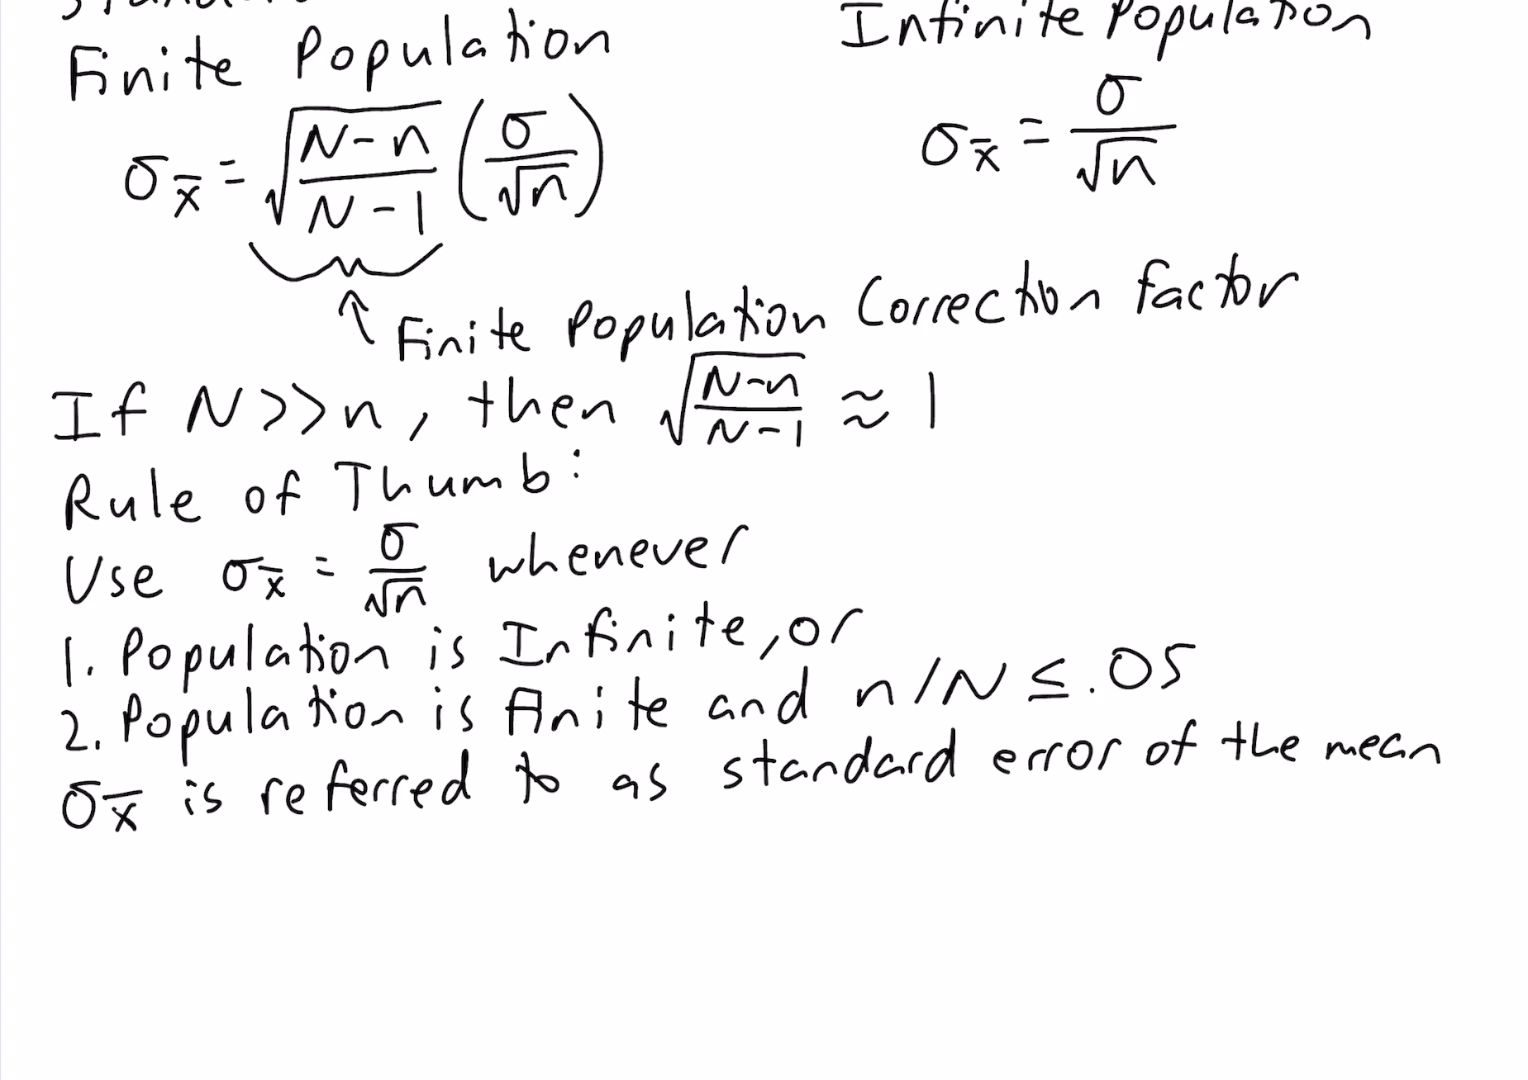 Finite Population
Infinite Population
σx̄ = √((N-n)/(N-1)) (σ/√n)
σx̄ = σ/√n
↑ Finite Population Correction factor
If N>>n, then √((N-n)/(N-1)) ≈ 1
Rule of Thumb:
Use σx̄ = σ/√n whenever
1. Population is Infinite, or
2. Population is finite and n/N ≤ .05
σx̄ is referred to as standard error of the mean